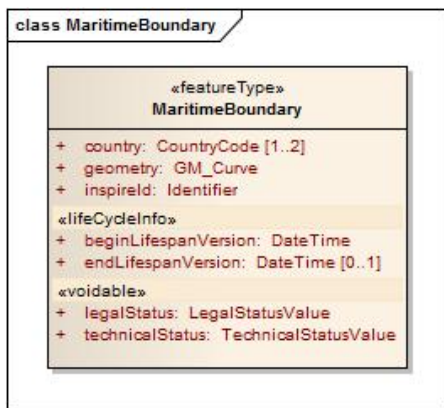 class MaritimeBoundary
«featureType»
MaritimeBoundary
+ country: CountryCode [1..2]
+ geometry: GM_Curve
+ inspireId: Identifier
«lifeCycleInfo»
+ beginLifespanVersion: DateTime
+ endLifespanVersion: DateTime [0..1]
«voidable»
+ legalStatus: LegalStatusValue
+ technicalStatus: TechnicalStatusValue